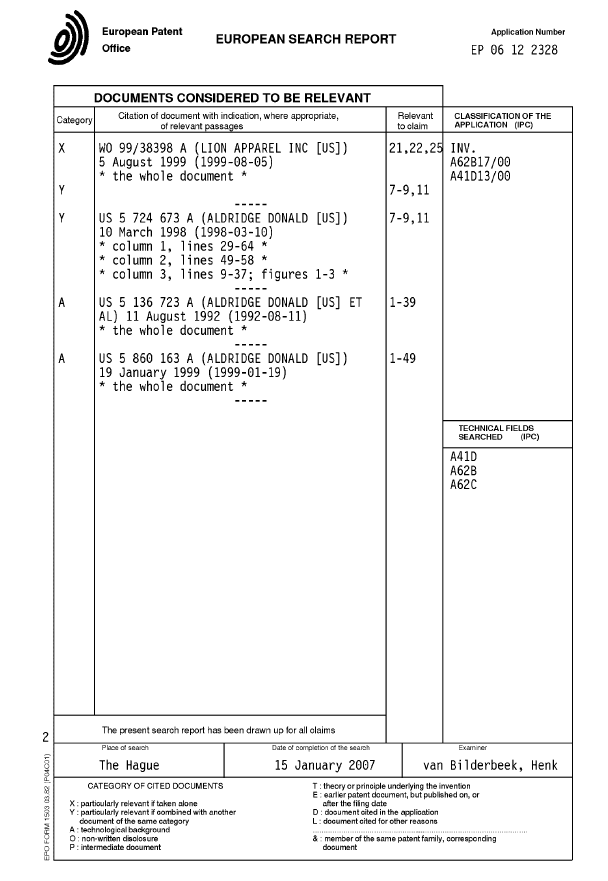 European Patent
Office
EUROPEAN SEARCH REPORT
Application Number
EP 06 12 2328
DOCUMENTS CONSIDERED TO BE RELEVANT
Category
Citation of document with indication, where appropriate,
of relevant passages
Relevant
to claim
CLASSIFICATION OF THE
APPLICATION (IPC)
X WO 99/38398 A (LION APPAREL INC [US]) 21,22,25 INV.
5 August 1999 (1999-08-05) A62B17/00
* the whole document * A41D13/00
Y 7-9,11
-----
Y US 5 724 673 A (ALDRIDGE DONALD [US]) 7-9,11
10 March 1998 (1998-03-10)
* column 1, lines 29-64 *
* column 2, lines 49-58 *
* column 3, lines 9-37; figures 1-3 *
-----
A US 5 136 723 A (ALDRIDGE DONALD [US] ET 1-39
AL) 11 August 1992 (1992-08-11)
* the whole document *
-----
A US 5 860 163 A (ALDRIDGE DONALD [US]) 1-49
19 January 1999 (1999-01-19)
* the whole document *
-----
TECHNICAL FIELDS
SEARCHED (IPC)
A41D
A62B
A62C
The present search report has been drawn up for all claims
Place of search
The Hague
Date of completion of the search
15 January 2007
Examiner
van Bilderbeek, Henk
CATEGORY OF CITED DOCUMENTS
X : particularly relevant if taken alone
Y : particularly relevant if combined with another
document of the same category
A : technological background
O : non-written disclosure
P : intermediate document
T : theory or principle underlying the invention
E : earlier patent document, but published on, or
after the filing date
D : document cited in the application
L : document cited for other reasons
& : member of the same patent family, corresponding
document
2
EPO FORM 1503 03.82 (P04C01)